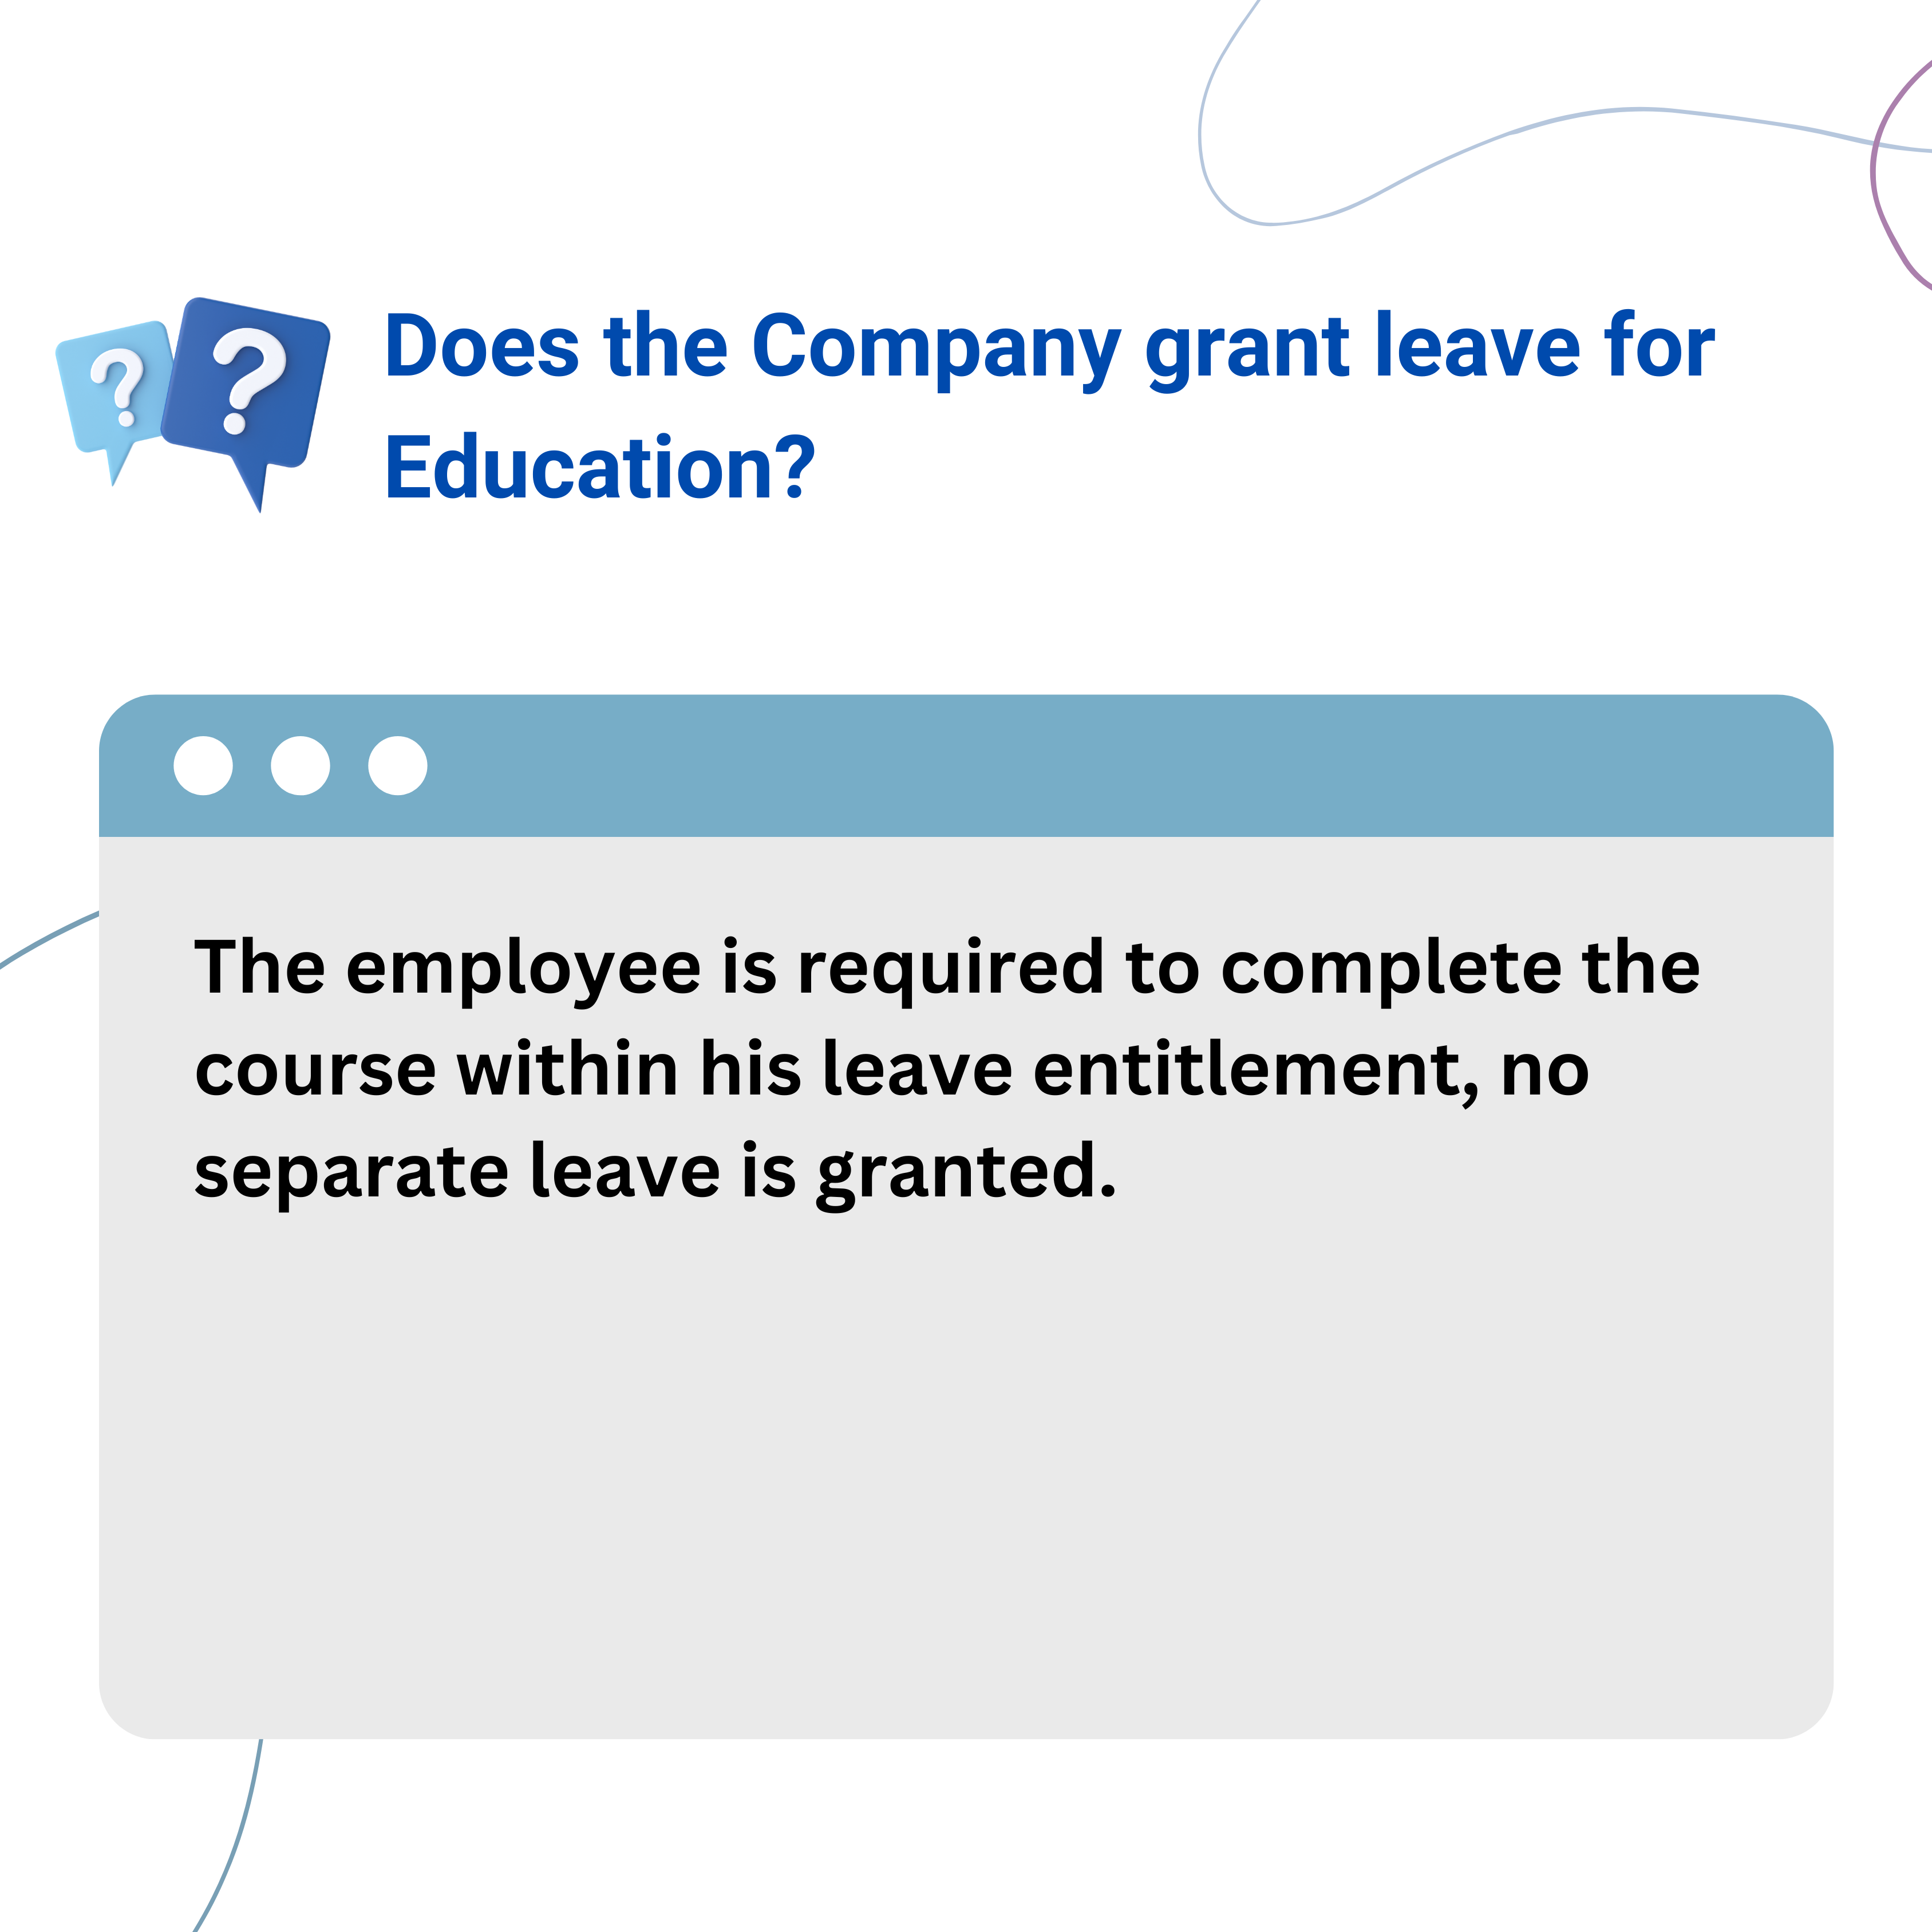 Does the Company grant leave for
Education?
The employee is required to complete the
course within his leave entitlement, no
separate leave is granted.